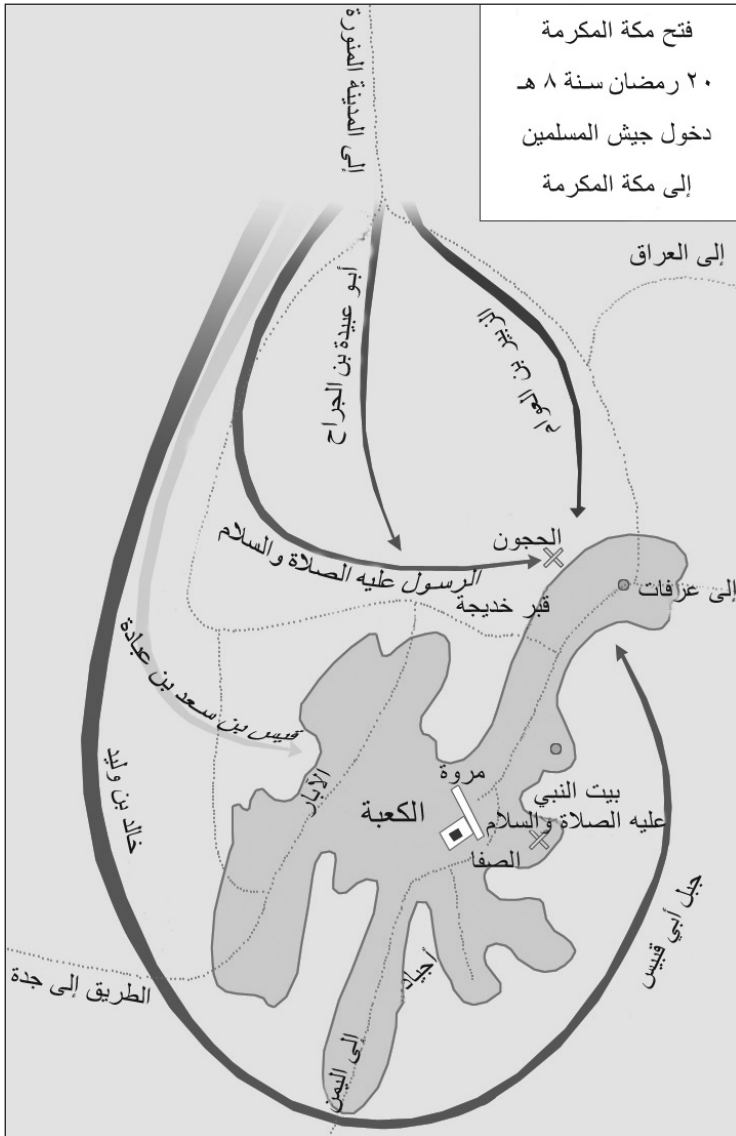 فتح مكة المكرمة
٢٠ رمضان سنة ٨ هـ
دخول جيش المسلمين
إلى مكة المكرمة
إلى المدينة المنورة
إلى العراق
الزبير بن العوام
أبو عبيدة بن الجراح
الحجون
الرسول عليه الصلاة والسلام
إلى عرفات
قبر خديجة
قيس بن سعد بن عبادة
خالد بن وليد
الآبار
مروة
الكعبة
بيت النبي
عليه الصلاة والسلام
الصفا
جبل أبي قبيس
أجياد
الطريق إلى جدة
إلى اليمن